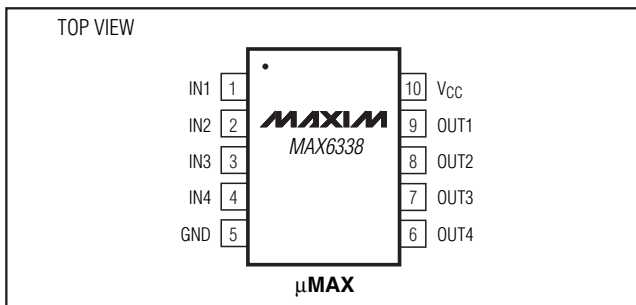 TOP VIEW
IN1 1 10 VCC
IN2 2 MAXIM 9 OUT1
MAX6338
IN3 3 8 OUT2
IN4 4 7 OUT3
GND 5 6 OUT4
μMAX